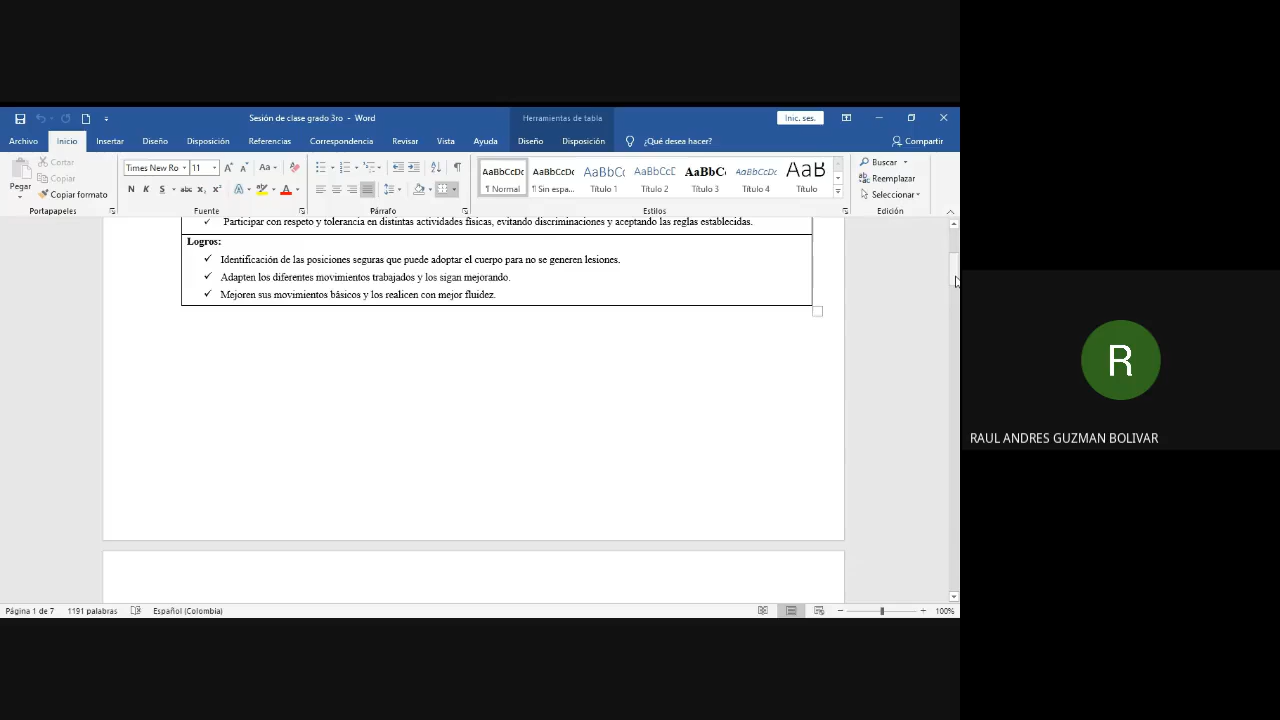 Sesión de clase grado 3ro - Word
Herramientas de tabla
Inic. ses.
Archivo
Inicio
Insertar
Diseño
Disposición
Referencias
Correspondencia
Revisar
Vista
Ayuda
Diseño
Disposición
¿Qué desea hacer?
Compartir
Pegar
Cortar
Copiar
Copiar formato
Portapapeles
Times New Ro
11
Aa
N K S abc x₂ x²
A
Fuente
Párrafo
AaBbCcDc
¶ Normal
AaBbCcDc
¶ Sin espa...
AaBbC(
Título 1
AaBbCcC
Título 2
AaBbC(
Título 3
AaBbCcDc
Título 4
AaB
Título
Estilos
Buscar
Reemplazar
Seleccionar
Edición
✓ Participar con respeto y tolerancia en distintas actividades físicas, evitando discriminaciones y aceptando las reglas establecidas.
Logros:
✓ Identificación de las posiciones seguras que puede adoptar el cuerpo para no se generen lesiones.
✓ Adapten los diferentes movimientos trabajados y los sigan mejorando.
✓ Mejoren sus movimientos básicos y los realicen con mejor fluidez.
R
RAUL ANDRES GUZMAN BOLIVAR
Página 1 de 7
1191 palabras
Español (Colombia)
100%